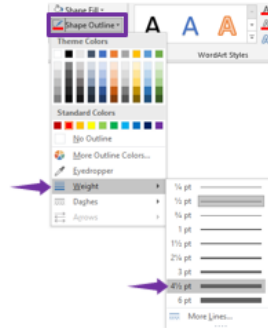 Shape Fill
Shape Outline
A A A
WordArt Styles
Theme Colors
Standard Colors
No Outline
More Outline Colors...
Eyedropper
Weight
Dashes
Arrows
¼ pt
½ pt
¾ pt
1 pt
1½ pt
2¼ pt
3 pt
4½ pt
6 pt
More Lines...